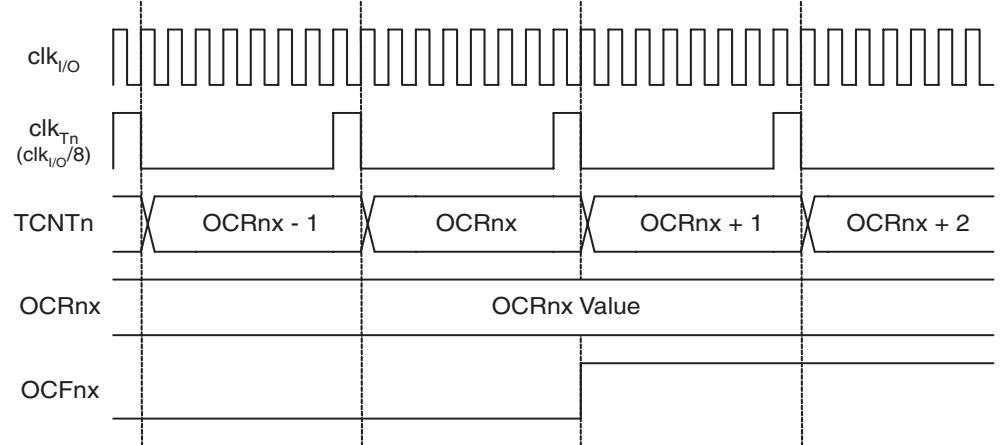 clkI/O
clkTn
(clkI/O/8)
TCNTn OCRnx - 1 OCRnx OCRnx + 1 OCRnx + 2
OCRnx OCRnx Value
OCFnx